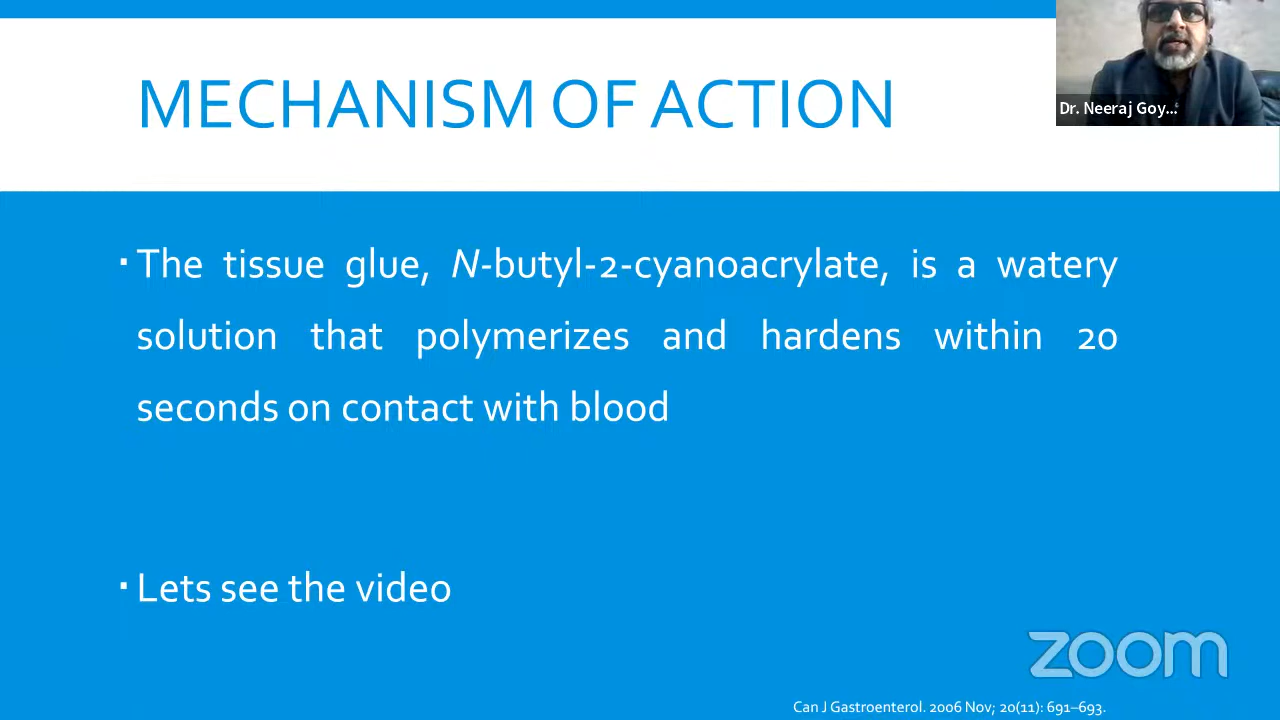 MECHANISM OF ACTION
Dr. Neeraj Goy...
▪ The tissue glue, N-butyl-2-cyanoacrylate, is a watery
solution that polymerizes and hardens within 20
seconds on contact with blood
▪ Lets see the video
zoom
Can J Gastroenterol. 2006 Nov; 20(11): 691–693.